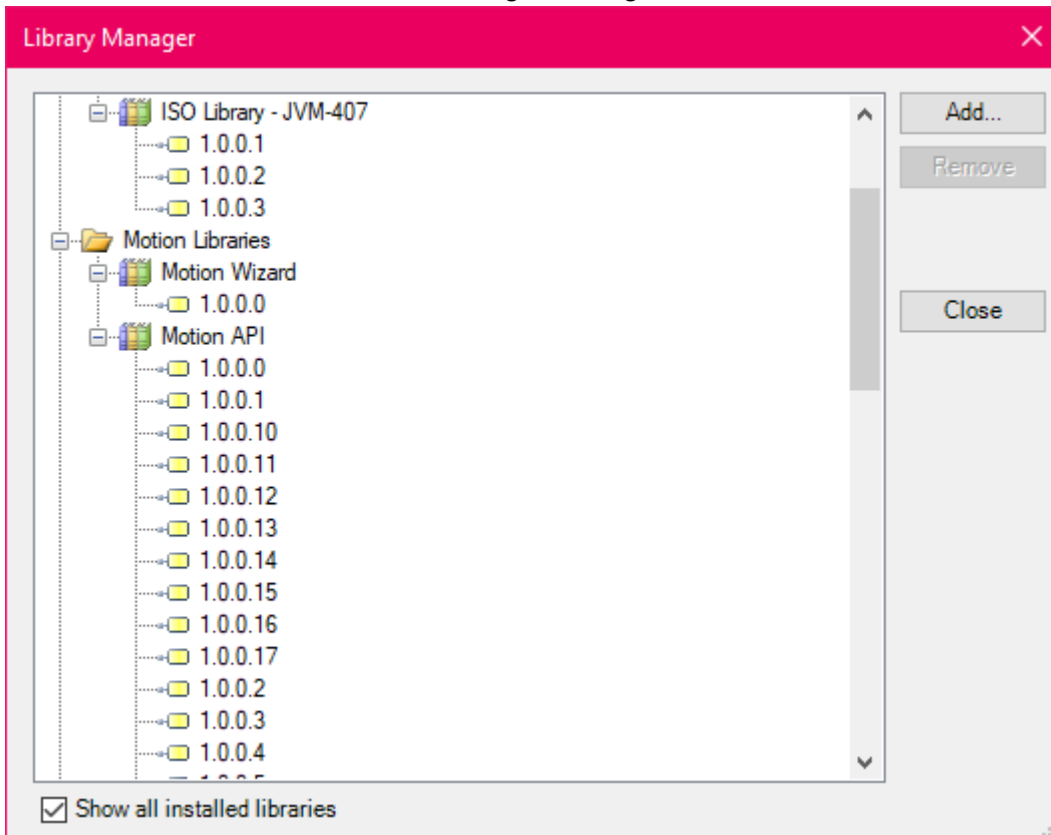 Library Manager
ISO Library - JVM-407
1.0.0.1
1.0.0.2
1.0.0.3
Motion Libraries
Motion Wizard
1.0.0.0
Motion API
1.0.0.0
1.0.0.1
1.0.0.10
1.0.0.11
1.0.0.12
1.0.0.13
1.0.0.14
1.0.0.15
1.0.0.16
1.0.0.17
1.0.0.2
1.0.0.3
1.0.0.4
Add...
Remove
Close
Show all installed libraries